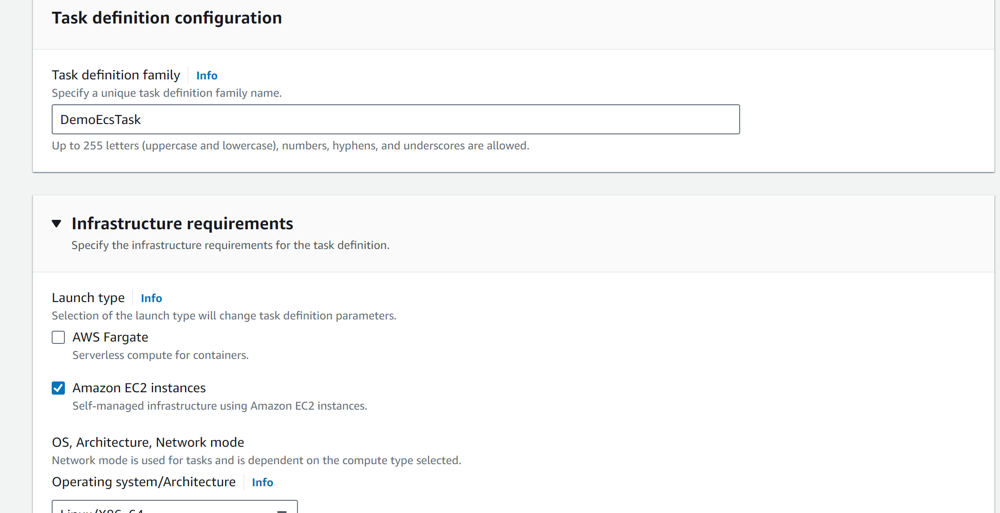 Task definition configuration
Task definition family Info
Specify a unique task definition family name.
DemoEcsTask
Up to 255 letters (uppercase and lowercase), numbers, hyphens, and underscores are allowed.
Infrastructure requirements
Specify the infrastructure requirements for the task definition.
Launch type Info
Selection of the launch type will change task definition parameters.
AWS Fargate
Serverless compute for containers.
Amazon EC2 instances
Self-managed infrastructure using Amazon EC2 instances.
OS, Architecture, Network mode
Network mode is used for tasks and is dependent on the compute type selected.
Operating system/Architecture Info
Linux/X86_64